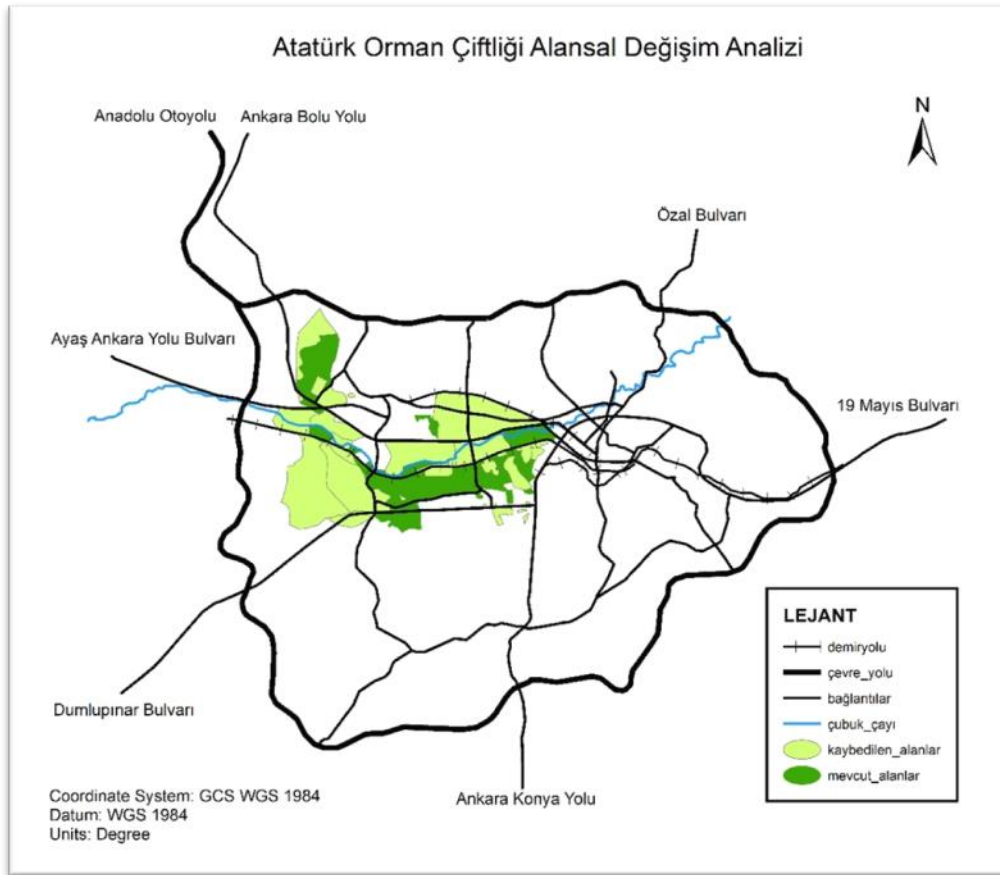 Atatürk Orman Çiftliği Alansal Değişim Analizi
Anadolu Otoyolu
Ankara Bolu Yolu
N
Özal Bulvarı
Ayaş Ankara Yolu Bulvarı
19 Mayıs Bulvarı
LEJANT
demiryolu
çevre_yolu
bağlantılar
çubuk_çayı
kaybedilen_alanlar
mevcut_alanlar
Dumlupınar Bulvarı
Ankara Konya Yolu
Coordinate System: GCS WGS 1984
Datum: WGS 1984
Units: Degree